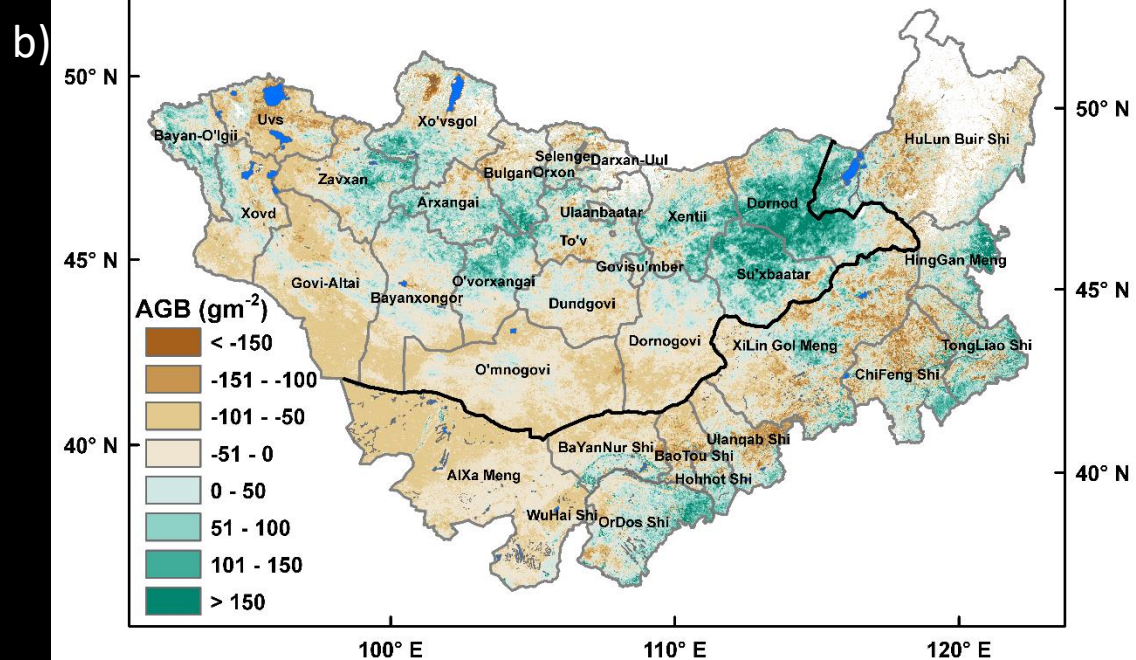 b)
50° N
50° N
45° N
45° N
40° N
40° N
100° E
110° E
120° E
AGB (gm⁻²)
< -150
-151 - -100
-101 - -50
-51 - 0
0 - 50
51 - 100
101 - 150
> 150
Bayan-O'lgii
Uvs
Xo'vsgol
HuLun Buir Shi
Zavxan
Bulgan
Selenge
Orxon
Darxan-Uul
Xovd
Arxangai
Ulaanbaatar
Xentii
Dornod
To'v
Govi-Altai
Bayanxongor
O'vorxangai
Govisu'mber
Su'xbaatar
HingGan Meng
Dundgovi
O'mnogovi
Dornogovi
XiLin Gol Meng
TongLiao Shi
ChiFeng Shi
AlXa Meng
BaYanNur Shi
BaoTou Shi
Ulanqab Shi
Hohhot Shi
WuHai Shi
OrDos Shi